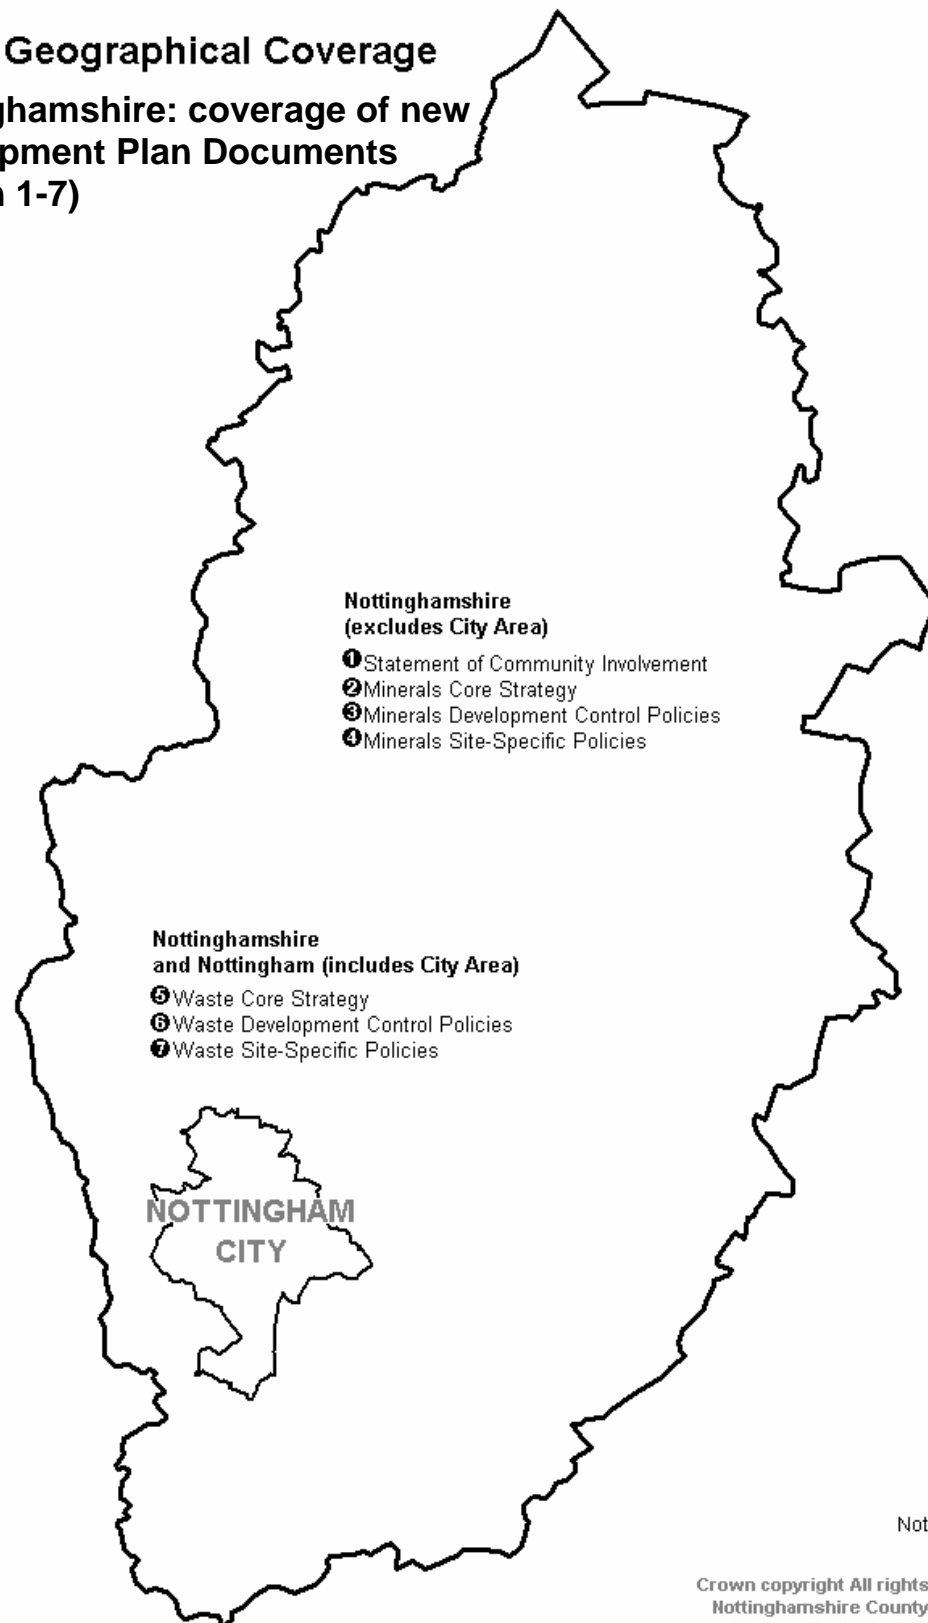 Geographical Coverage
ghamshire: coverage of new
pment Plan Documents
1-7)
Nottinghamshire
(excludes City Area)
❶Statement of Community Involvement
❷Minerals Core Strategy
❸Minerals Development Control Policies
❹Minerals Site-Specific Policies
Nottinghamshire
and Nottingham (includes City Area)
❺Waste Core Strategy
❻Waste Development Control Policies
❼Waste Site-Specific Policies
NOTTINGHAM
CITY
Not
Crown copyright All rights
Nottinghamshire County